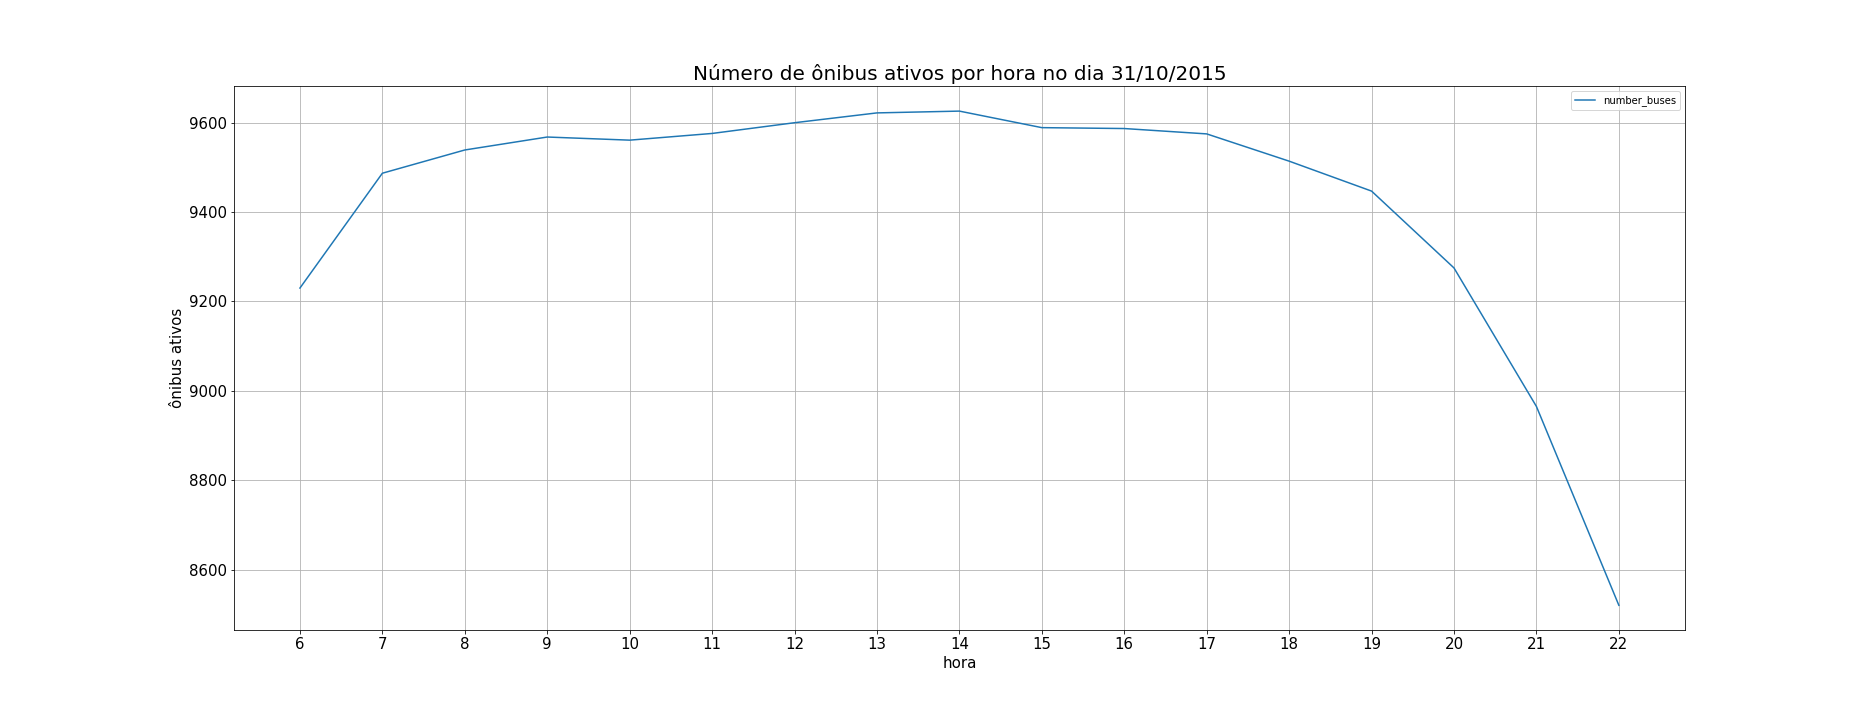 Número de ônibus ativos por hora no dia 31/10/2015
number_buses
9600
9400
9200
9000
8800
8600
ônibus ativos
6 7 8 9 10 11 12 13 14 15 16 17 18 19 20 21 22
hora